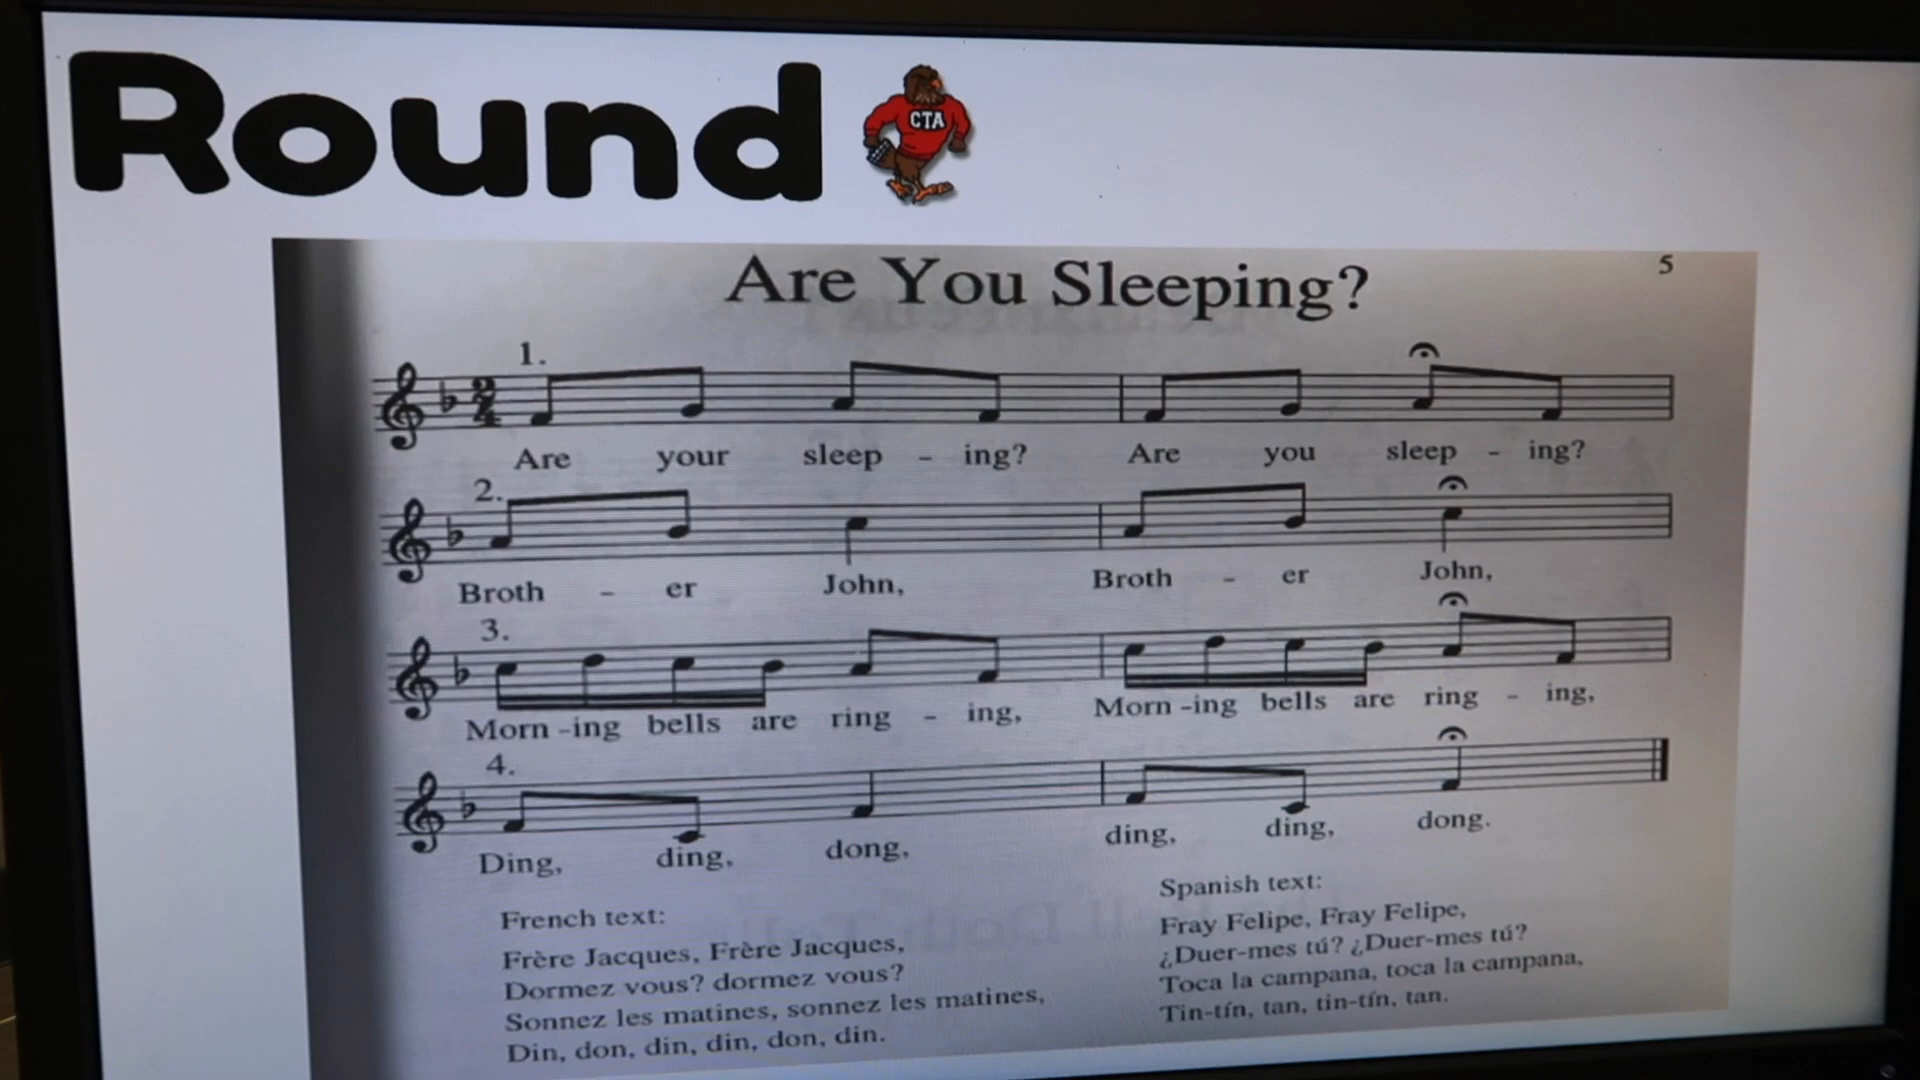 Round
CTA
Are You Sleeping?
5
1.
2
4
Are your sleep - ing? Are you sleep - ing?
2.
Broth - er John, Broth - er John,
3.
Morn -ing bells are ring - ing, Morn -ing bells are ring - ing,
4.
Ding, ding, dong, ding, ding, dong.
French text:
Frère Jacques, Frère Jacques,
Dormez vous? dormez vous?
Sonnez les matines, sonnez les matines,
Din, don, din, din, don, din.
Spanish text:
Fray Felipe, Fray Felipe,
¿Duer-mes tú? ¿Duer-mes tú?
Toca la campana, toca la campana,
Tin-tín, tan, tin-tín, tan.